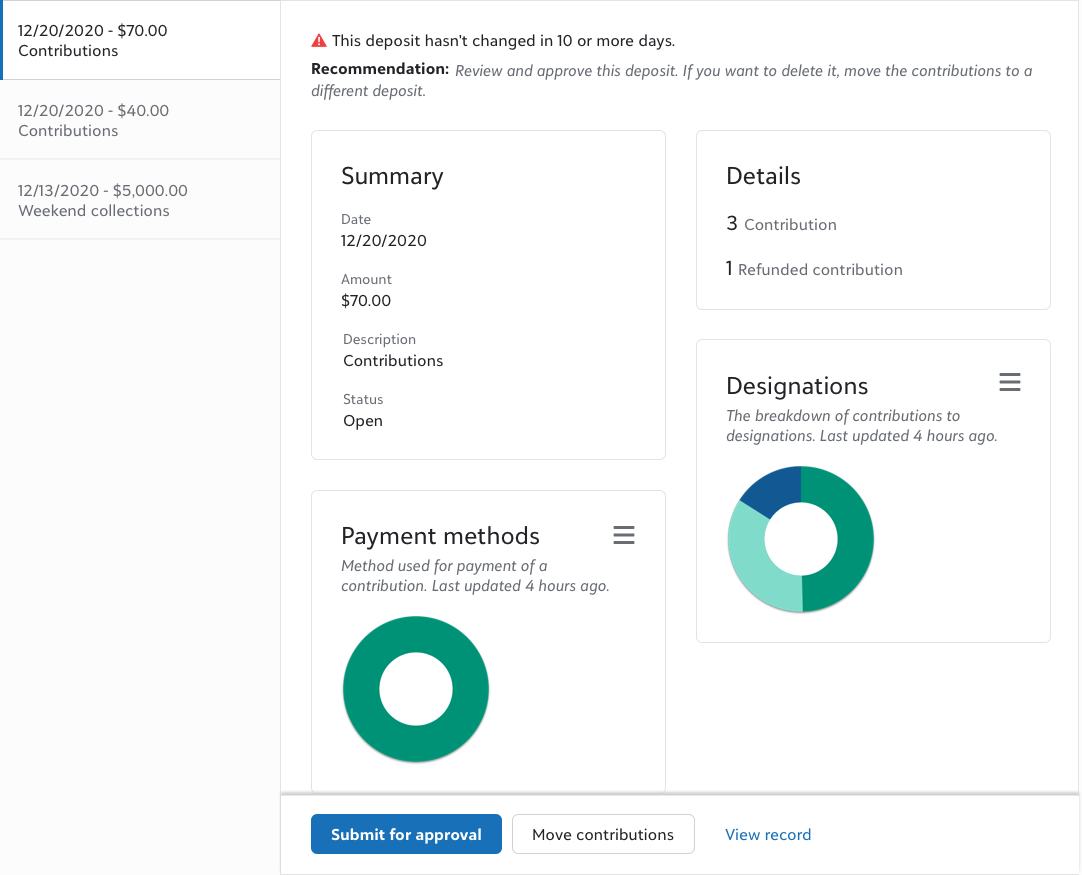 12/20/2020 - $70.00
Contributions
12/20/2020 - $40.00
Contributions
12/13/2020 - $5,000.00
Weekend collections
This deposit hasn't changed in 10 or more days.
Recommendation: Review and approve this deposit. If you want to delete it, move the contributions to a
different deposit.
Summary
Date
12/20/2020
Amount
$70.00
Description
Contributions
Status
Open
Details
3 Contribution
1 Refunded contribution
Payment methods
Method used for payment of a
contribution. Last updated 4 hours ago.
Designations
The breakdown of contributions to
designations. Last updated 4 hours ago.
Submit for approval
Move contributions
View record